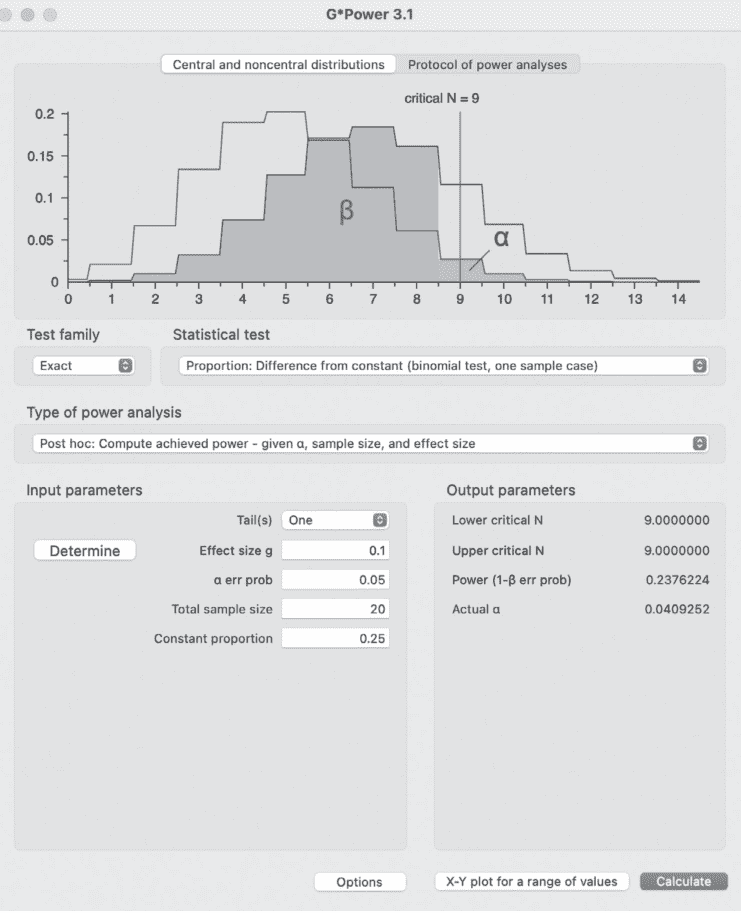 G*Power 3.1
Central and noncentral distributions Protocol of power analyses
critical N = 9
0.2
0.15
0.1
0.05
0
β
α
0 1 2 3 4 5 6 7 8 9 10 11 12 13 14
Test family Statistical test
Exact Proportion: Difference from constant (binomial test, one sample case)
Type of power analysis
Post hoc: Compute achieved power - given α, sample size, and effect size
Input parameters Output parameters
Tail(s) One Lower critical N 9.0000000
Determine Effect size g 0.1 Upper critical N 9.0000000
α err prob 0.05 Power (1-β err prob) 0.2376224
Total sample size 20 Actual α 0.0409252
Constant proportion 0.25
Options X-Y plot for a range of values Calculate